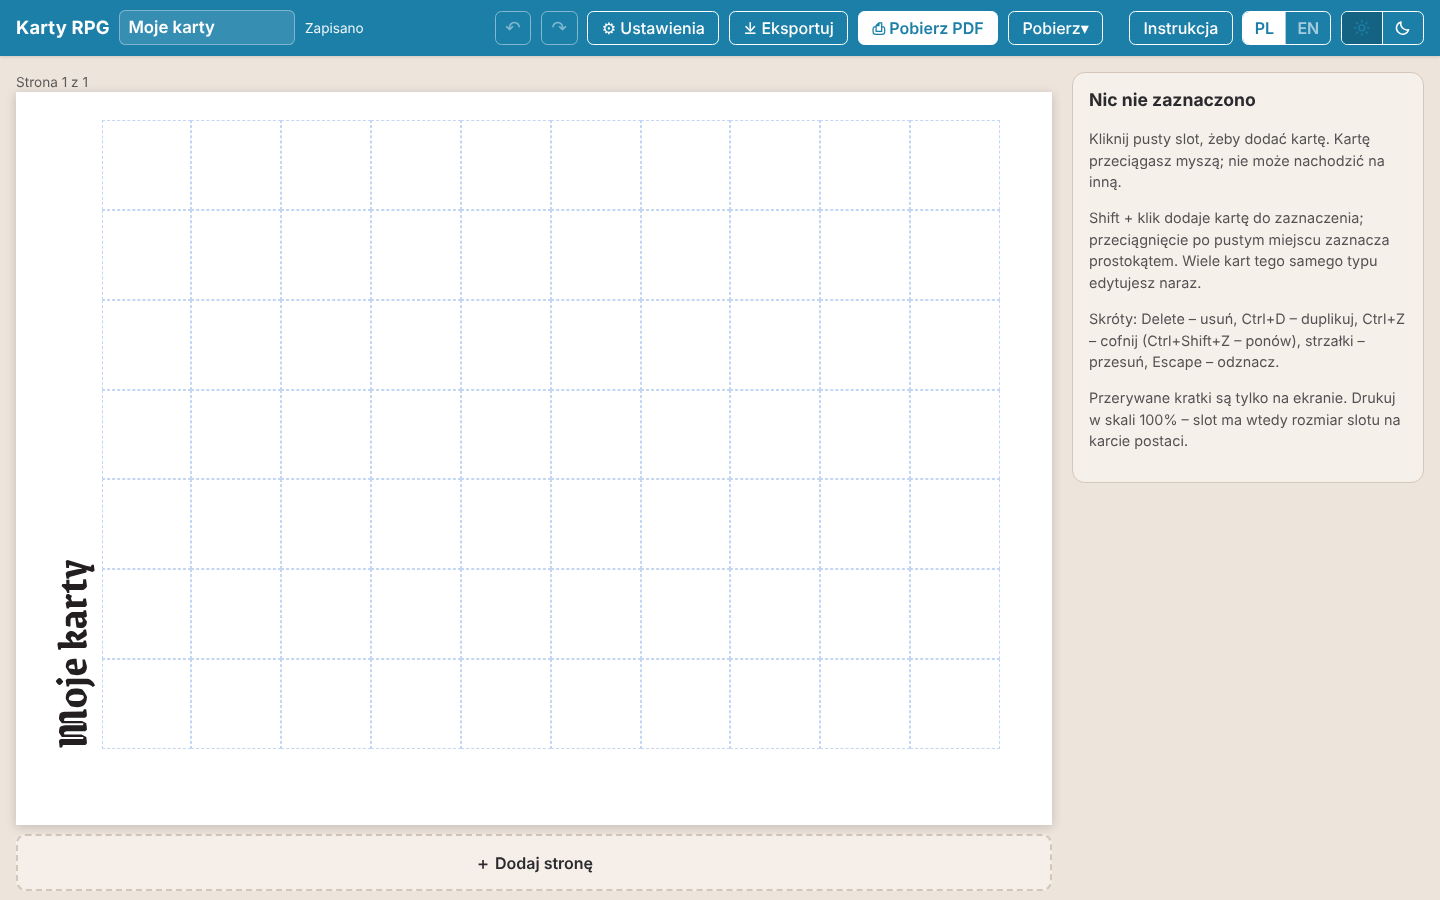 Karty RPG
Moje karty
Zapisano
↶
↷
⚙ Ustawienia
Eksportuj
⎙ Pobierz PDF
Pobierz▾
Instrukcja
PL
EN
Strona 1 z 1
Moje karty
+ Dodaj stronę
Nic nie zaznaczono
Kliknij pusty slot, żeby dodać kartę. Kartę
przeciągasz myszą; nie może nachodzić na
inną.
Shift + klik dodaje kartę do zaznaczenia;
przeciągnięcie po pustym miejscu zaznacza
prostokątem. Wiele kart tego samego typu
edytujesz naraz.
Skróty: Delete – usuń, Ctrl+D – duplikuj, Ctrl+Z
– cofnij (Ctrl+Shift+Z – ponów), strzałki –
przesuń, Escape – odznacz.
Przerywane kratki są tylko na ekranie. Drukuj
w skali 100% – slot ma wtedy rozmiar slotu na
karcie postaci.